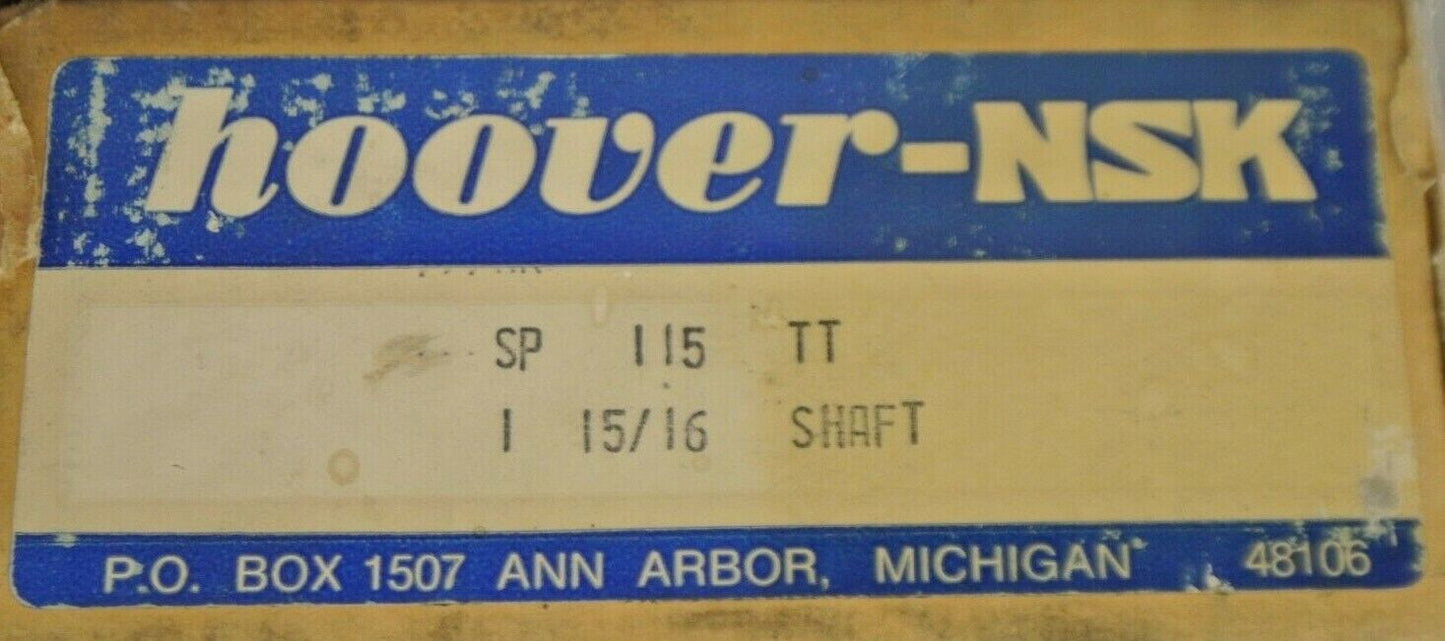 hoover-NSK
SP 115 TT
1 15/16 SHAFT
P.O. BOX 1507 ANN ARBOR, MICHIGAN 48106